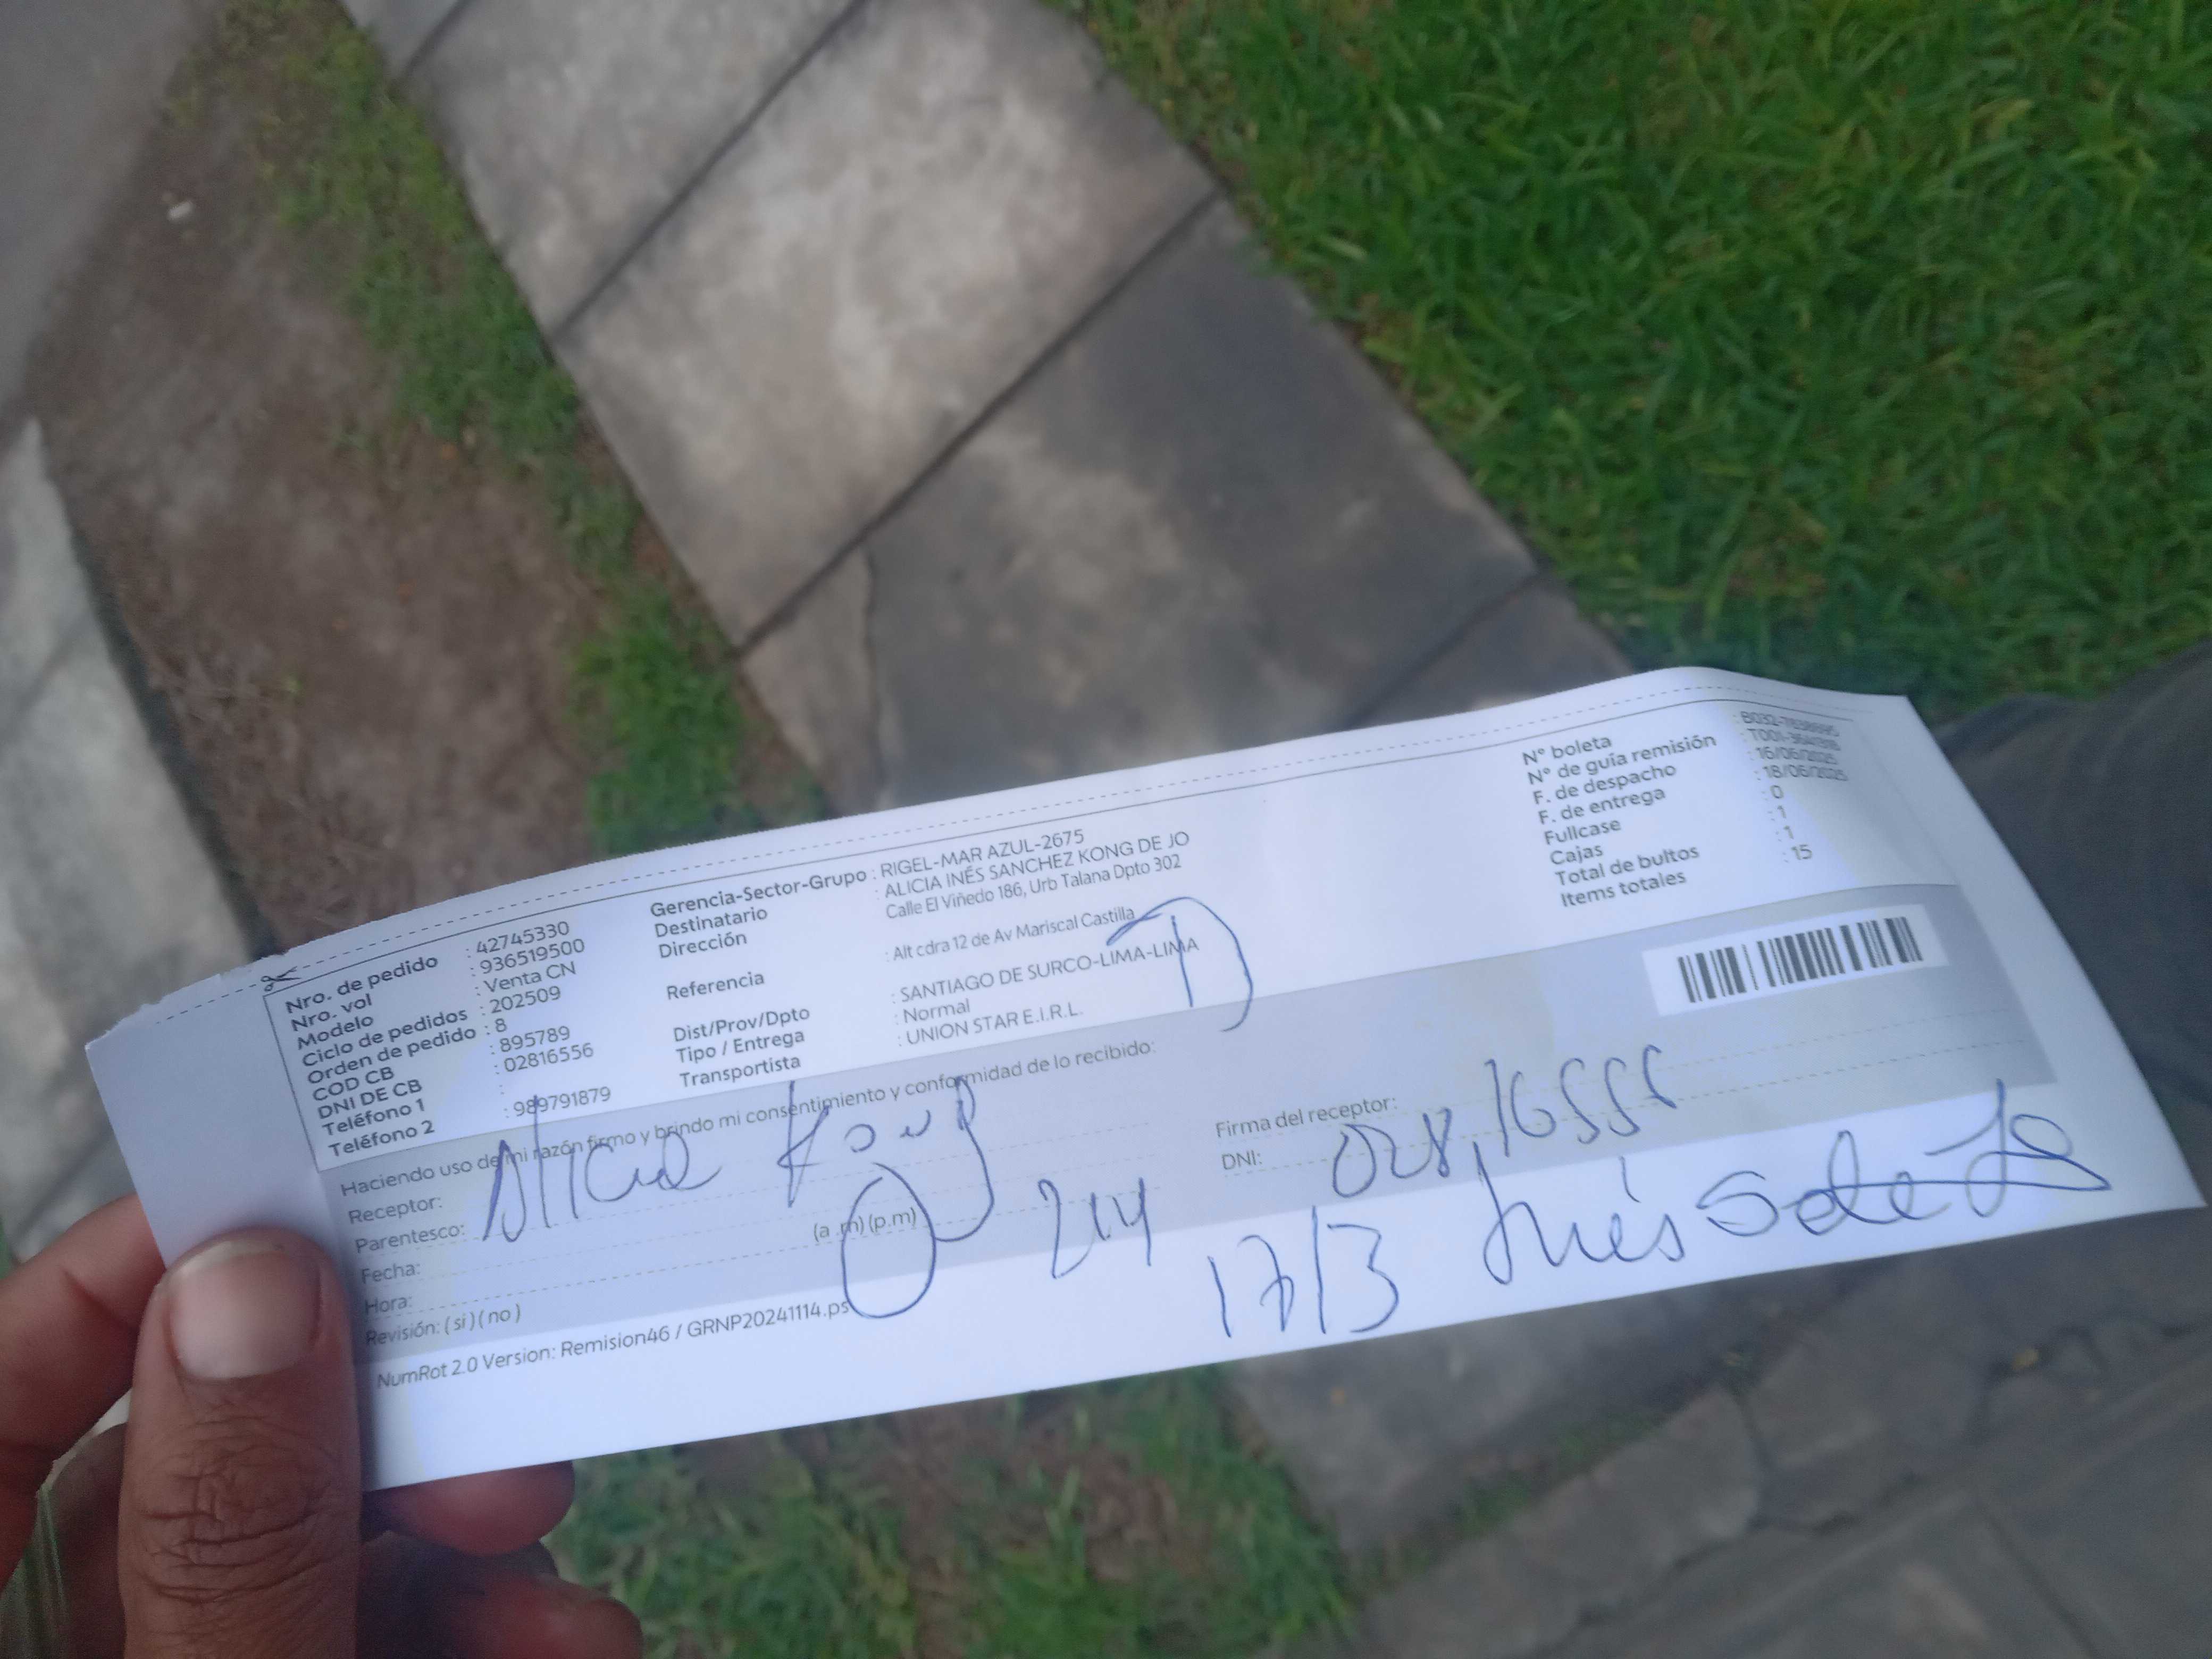 Nro. de pedido : 42745330
Nro. vol : 936519500
Modelo : Venta CN
Ciclo de pedidos : 202509
Orden de pedido : 8
COD CB : 895789
DNI DE CB : 02816556
Teléfono 1 :
Teléfono 2 : 989791879
Gerencia-Sector-Grupo : RIGEL-MAR AZUL-2675
Destinatario : ALICIA INÉS SANCHEZ KONG DE JO
Dirección Calle El Viñedo 186, Urb Talana Dpto 302
Referencia : Alt cdra 12 de Av Mariscal Castilla
Dist/Prov/Dpto : SANTIAGO DE SURCO-LIMA-LIMA
Tipo / Entrega : Normal
Transportista : UNION STAR E.I.R.L.
Nº boleta
Nº de guía remisión
F. de despacho : 16/06/2025
F. de entrega : 18/06/2025
Fullcase : 0
Cajas : 1
Total de bultos : 1
Items totales : 15
Haciendo uso de mi razón firmo y brindo mi consentimiento y conformidad de lo recibido:
Receptor: Alicia Kong
Parentesco:
Fecha:
Hora: (a .m) (p.m)
Revisión: ( si ) ( no )
Firma del receptor:
DNI:
17/3 Inés
NumRot 2.0 Version: Remision46 / GRNP20241114.ps